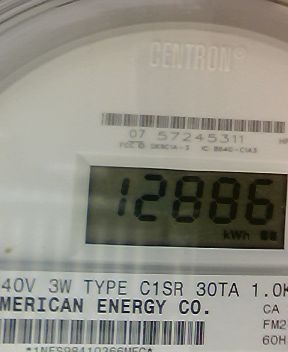 CENTRON®
07 57245311
12886
kWh
40V 3W TYPE C1SR 30TA 1.0K
MERICAN ENERGY CO.
CA
FM2
60H